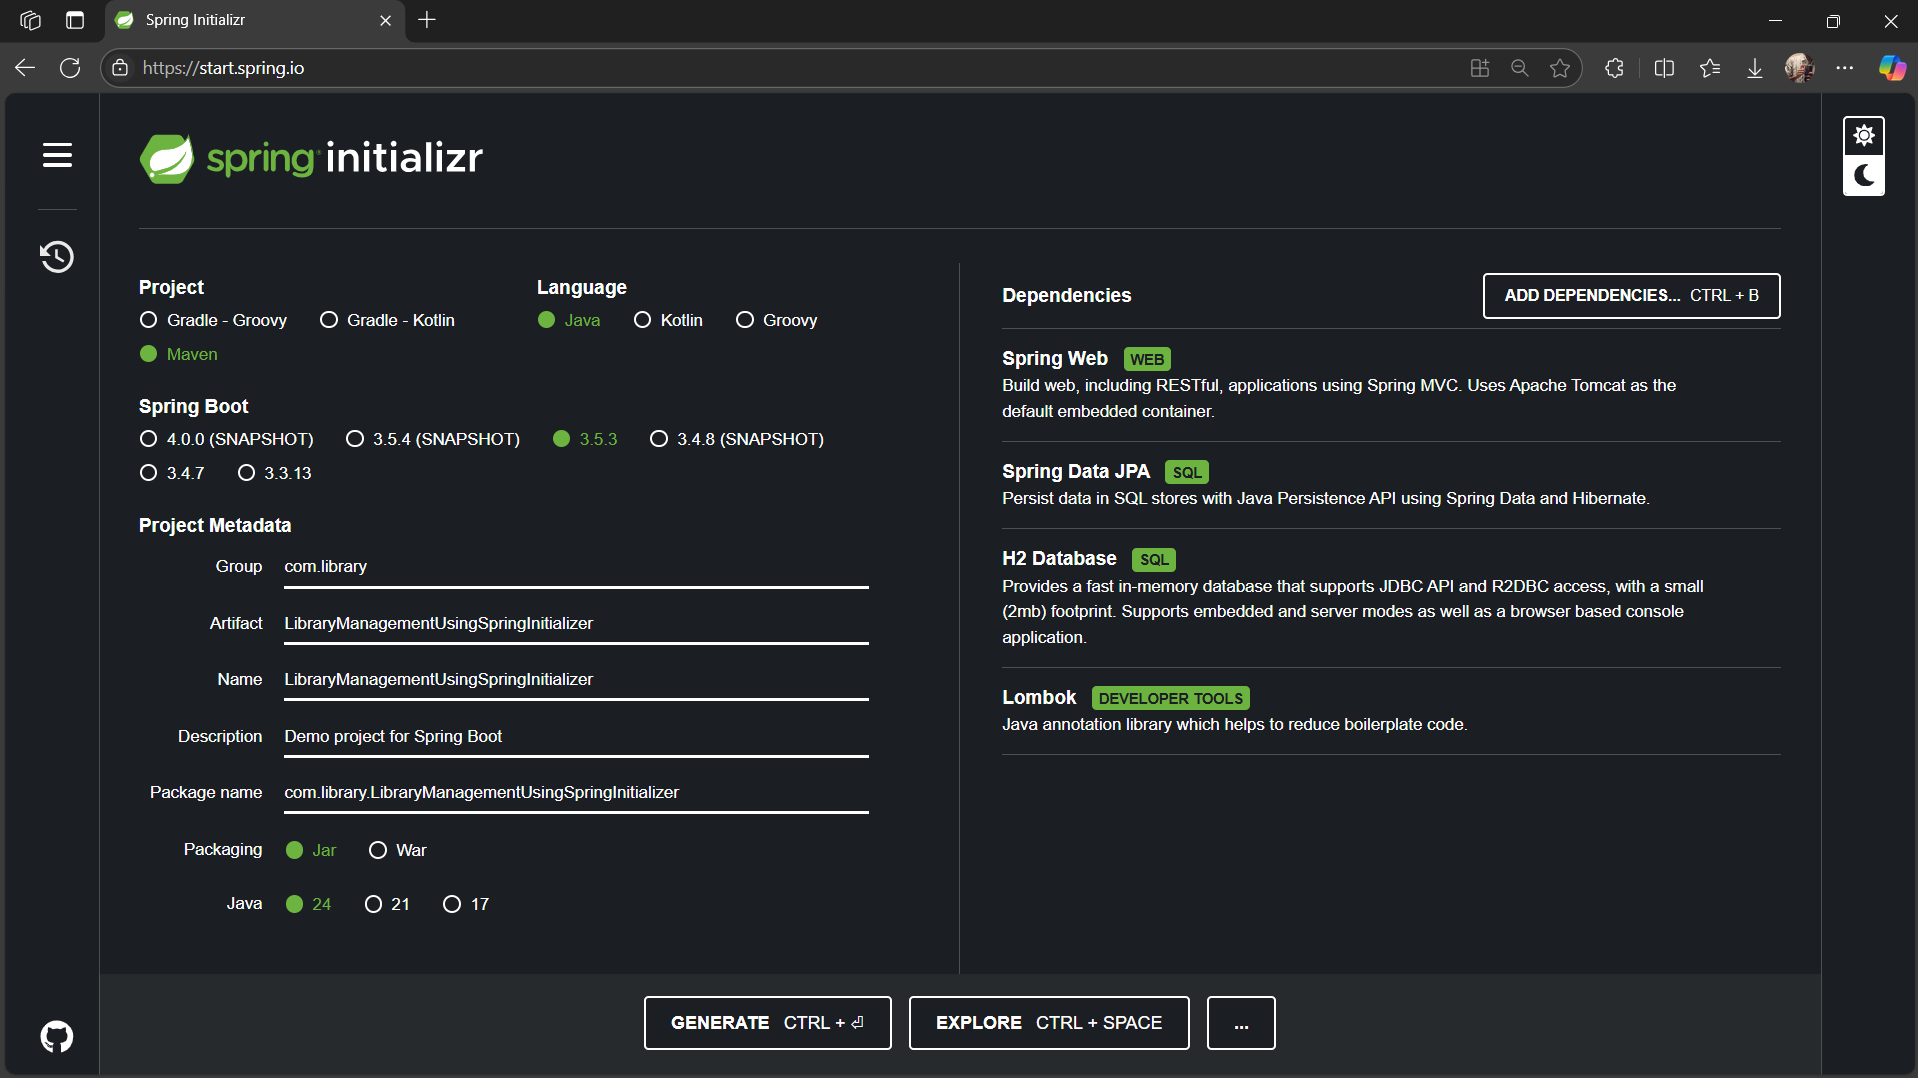 Spring Initializr
https://start.spring.io
spring initializr
Project
Gradle - Groovy Gradle - Kotlin
Maven
Language
Java Kotlin Groovy
Spring Boot
4.0.0 (SNAPSHOT) 3.5.4 (SNAPSHOT) 3.5.3 3.4.8 (SNAPSHOT)
3.4.7 3.3.13
Project Metadata
Group com.library
Artifact LibraryManagementUsingSpringInitializer
Name LibraryManagementUsingSpringInitializer
Description Demo project for Spring Boot
Package name com.library.LibraryManagementUsingSpringInitializer
Packaging Jar War
Java 24 21 17
Dependencies ADD DEPENDENCIES... CTRL + B
Spring Web WEB
Build web, including RESTful, applications using Spring MVC. Uses Apache Tomcat as the
default embedded container.
Spring Data JPA SQL
Persist data in SQL stores with Java Persistence API using Spring Data and Hibernate.
H2 Database SQL
Provides a fast in-memory database that supports JDBC API and R2DBC access, with a small
(2mb) footprint. Supports embedded and server modes as well as a browser based console
application.
Lombok DEVELOPER TOOLS
Java annotation library which helps to reduce boilerplate code.
GENERATE CTRL + ⏎ EXPLORE CTRL + SPACE ...